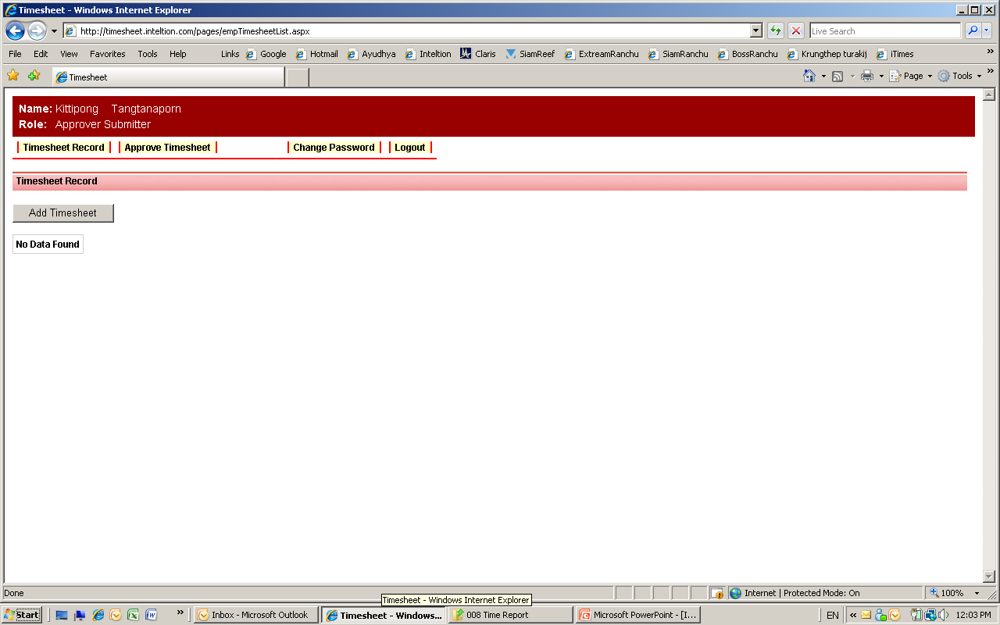 Timesheet - Windows Internet Explorer
http://timesheet.inteltion.com/pages/empTimesheetList.aspx
Live Search
File Edit View Favorites Tools Help Links Google Hotmail Ayudhya Inteltion Claris SiamReef ExtreamRanchu SiamRanchu BossRanchu Krungthep turakij iTimes »
Timesheet
Page Tools »
Name: Kittipong Tangtanaporn
Role: Approver Submitter
Timesheet Record Approve Timesheet Change Password Logout
Timesheet Record
Add Timesheet
No Data Found
Done Internet | Protected Mode: On 100%
Timesheet - Windows Internet Explorer
Start » Inbox - Microsoft Outlook Timesheet - Windows... 008 Time Report Microsoft PowerPoint - [I... EN « 12:03 PM